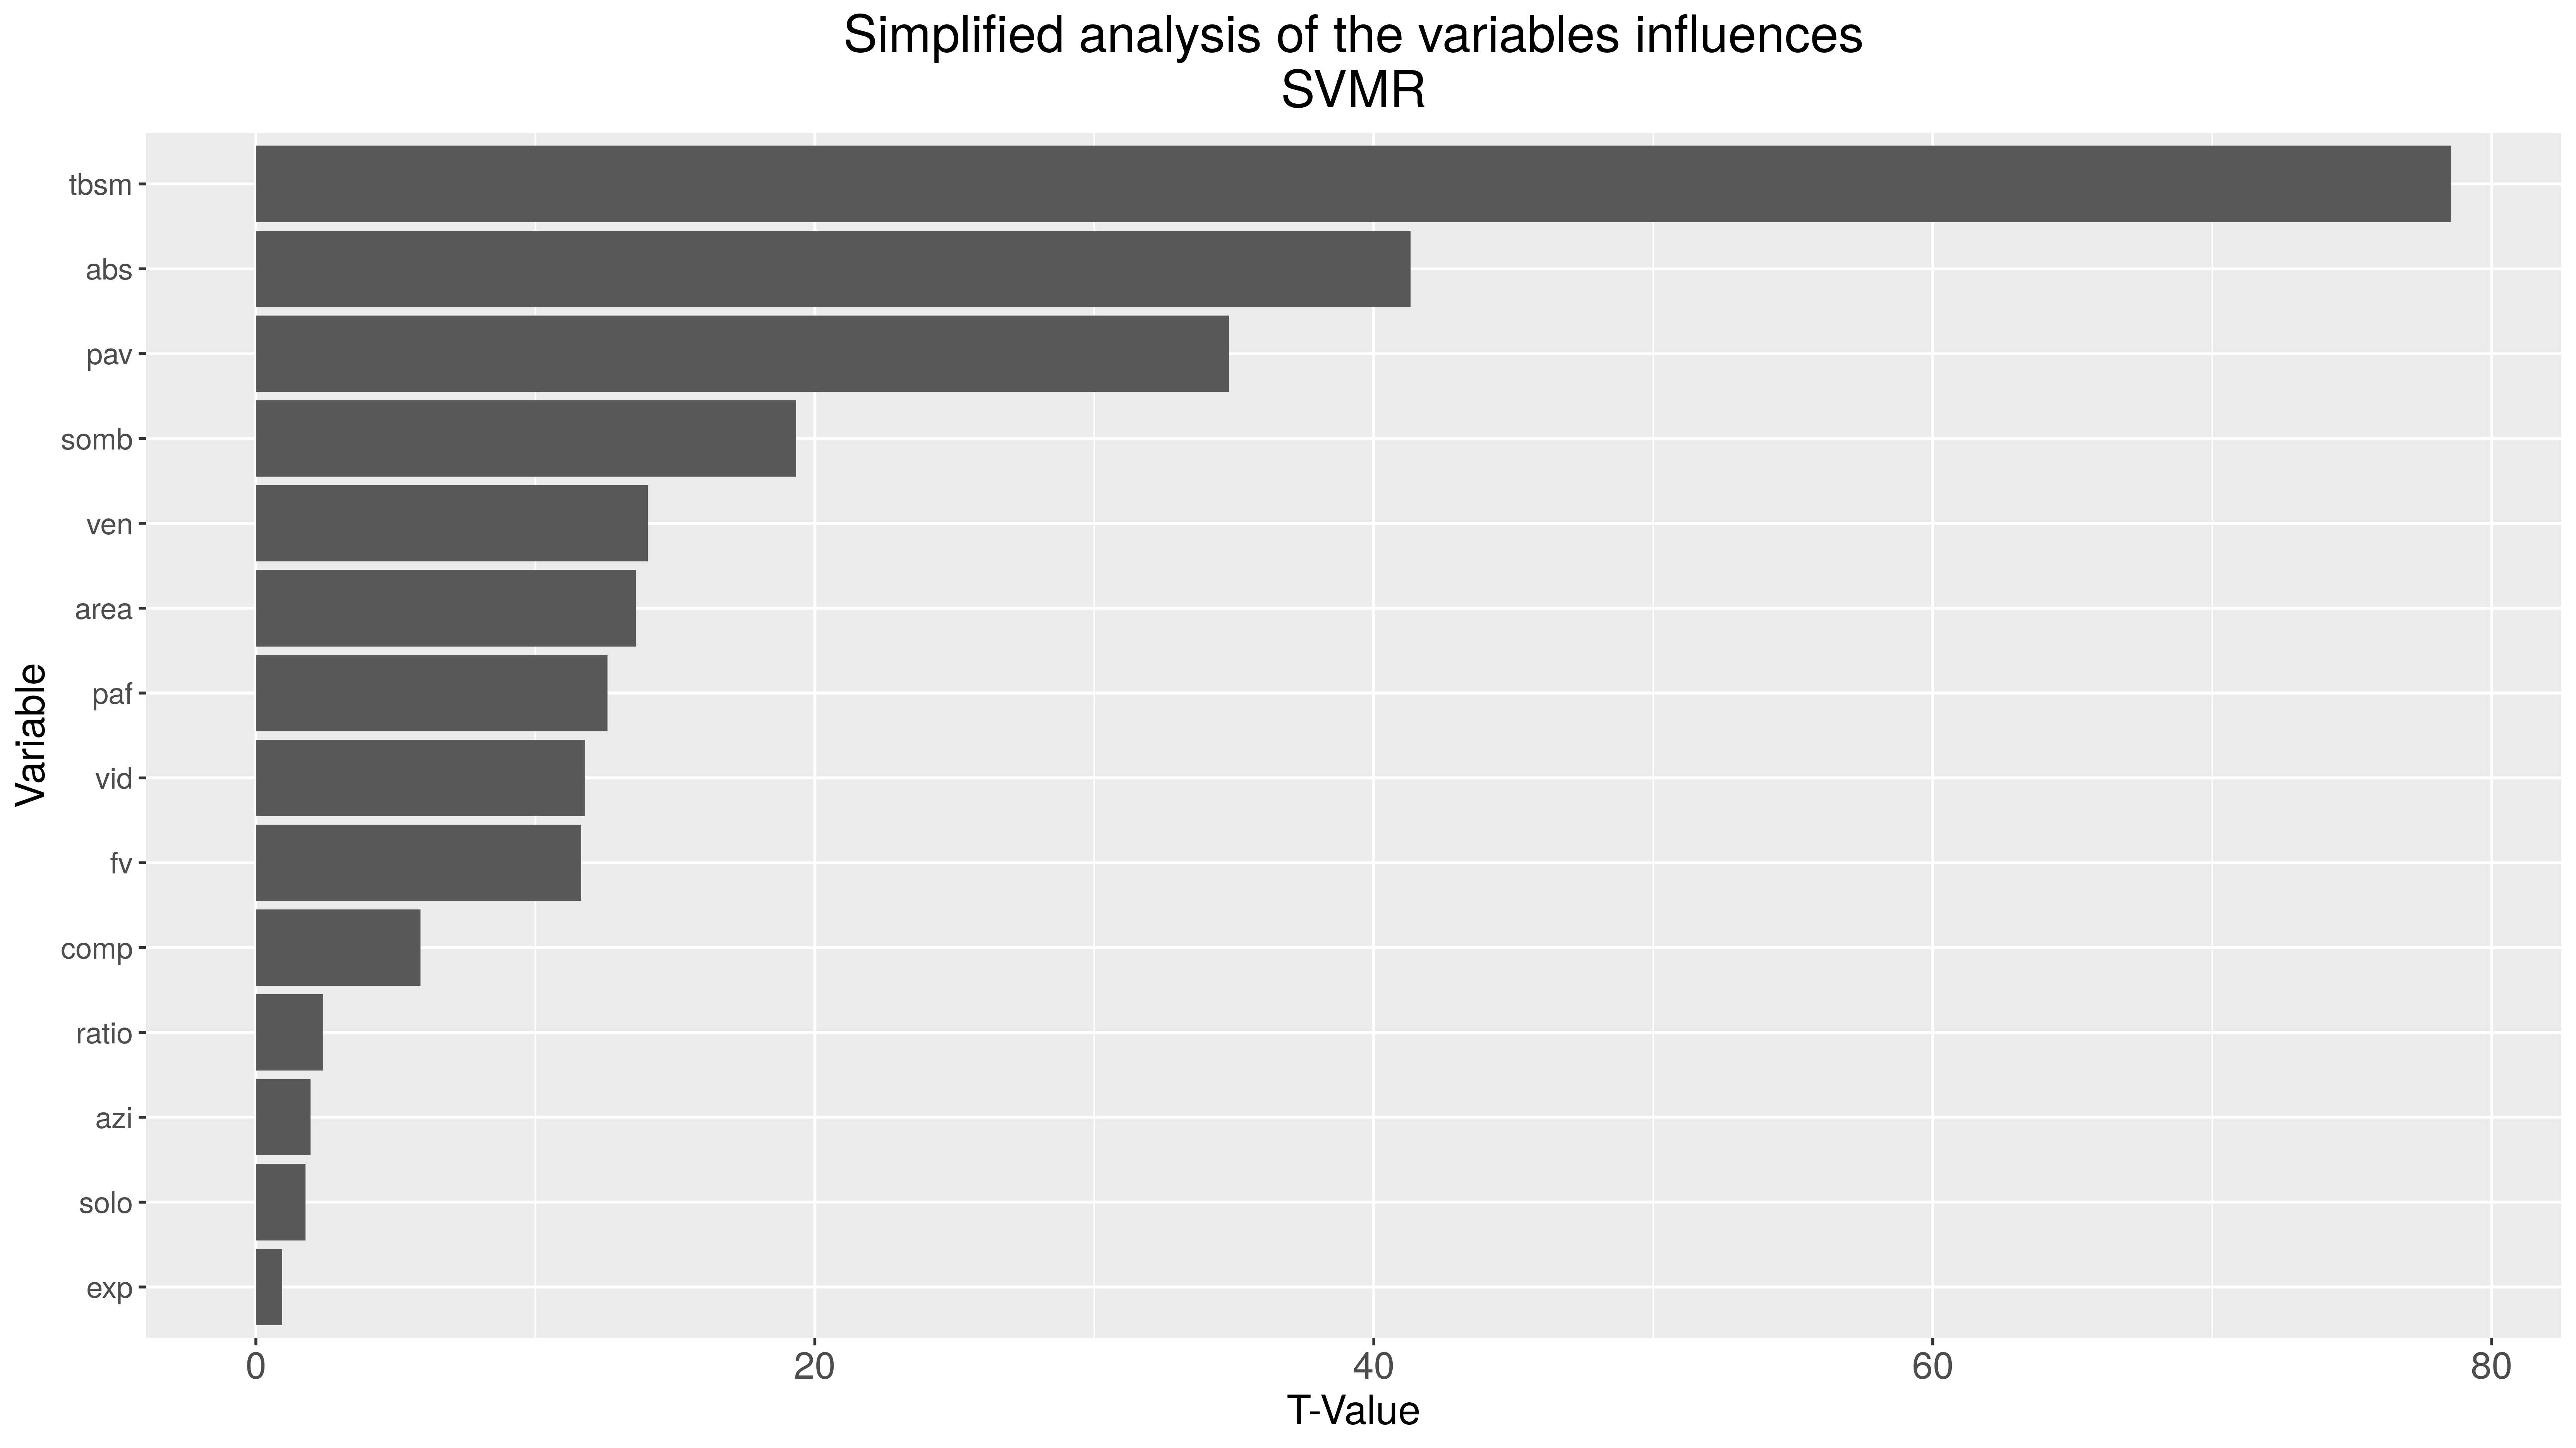 Simplified analysis of the variables influences
SVMR
Variable
tbsm
abs
pav
somb
ven
area
paf
vid
fv
comp
ratio
azi
solo
exp
0 20 40 60 80
T-Value